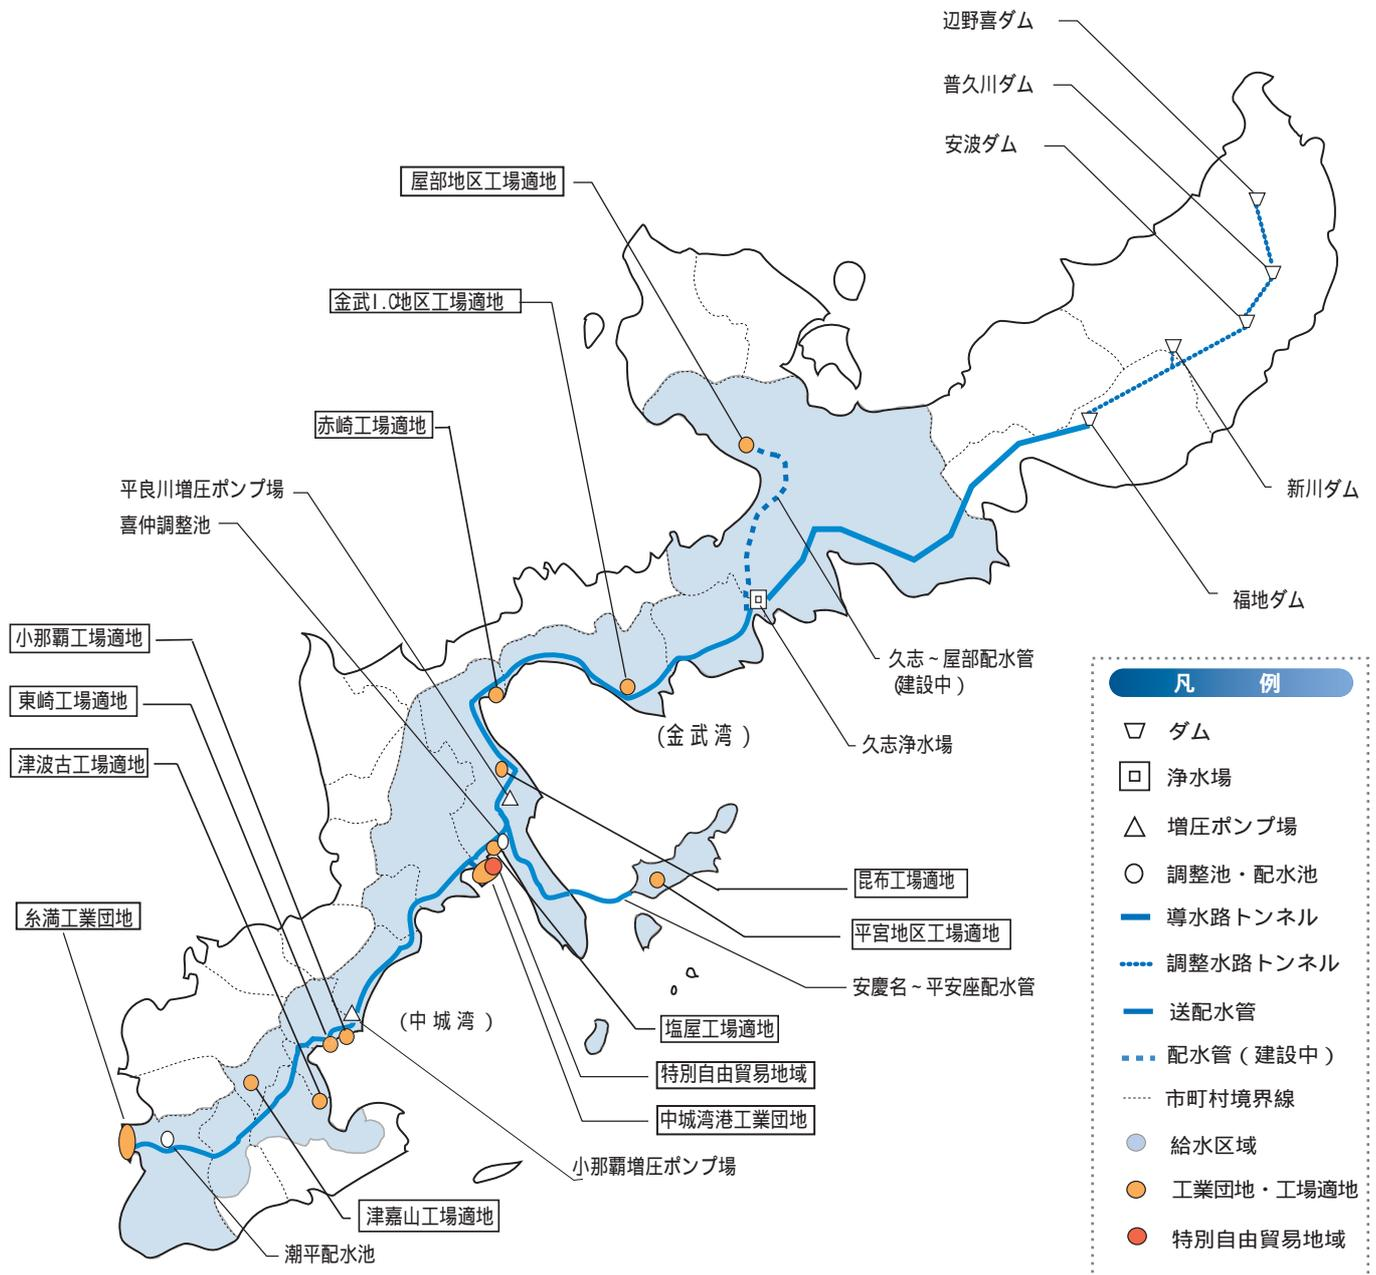 辺野喜ダム
普久川ダム
安波ダム
屋部地区工場適地
金武I.C地区工場適地
赤崎工場適地
平良川増圧ポンプ場
喜仲調整池
新川ダム
福地ダム
小那覇工場適地
東崎工場適地
津波古工場適地
久志~屋部配水管
(建設中)
(金武湾)
久志浄水場
昆布工場適地
糸満工業団地
平宮地区工場適地
安慶名~平安座配水管
(中城湾)
塩屋工場適地
特別自由貿易地域
中城湾港工業団地
小那覇増圧ポンプ場
津嘉山工場適地
潮平配水池
凡 例
ダム
浄水場
増圧ポンプ場
調整池・配水池
導水路トンネル
調整水路トンネル
送配水管
配水管(建設中)
市町村境界線
給水区域
工業団地・工場適地
特別自由貿易地域